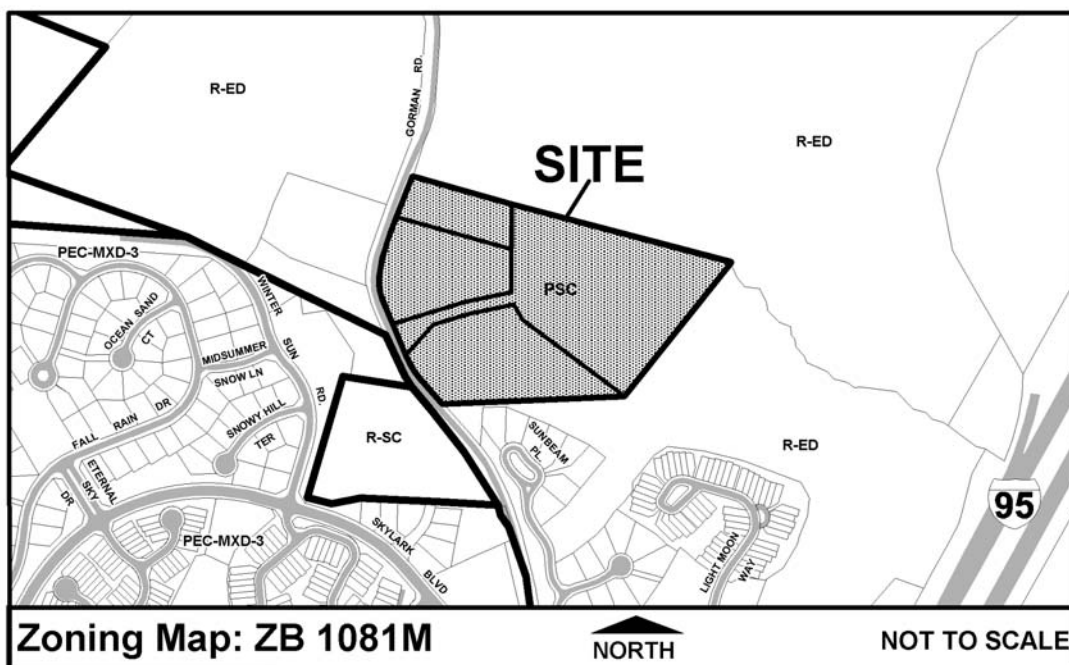 R-ED
GORMAN RD.
R-ED
SITE
PEC-MXD-3
PSC
WINTER SUN RD.
OCEAN SAND CT
MIDSUMMER
SNOW LN
FALL RAIN DR
SNOWY HILL TER
R-SC
SUNBEAM PL
R-ED
ETERNAL SKY DR
95
SKYLARK BLVD
PEC-MXD-3
LIGHT MOON WAY
Zoning Map: ZB 1081M
NORTH
NOT TO SCALE